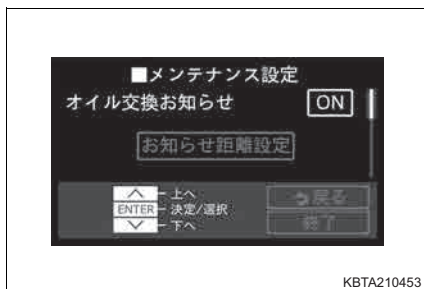 ■メンテナンス設定
オイル交換お知らせ ON
お知らせ距離設定
上へ
ENTER 決定/選択
下へ
戻る
終了
KBTA210453